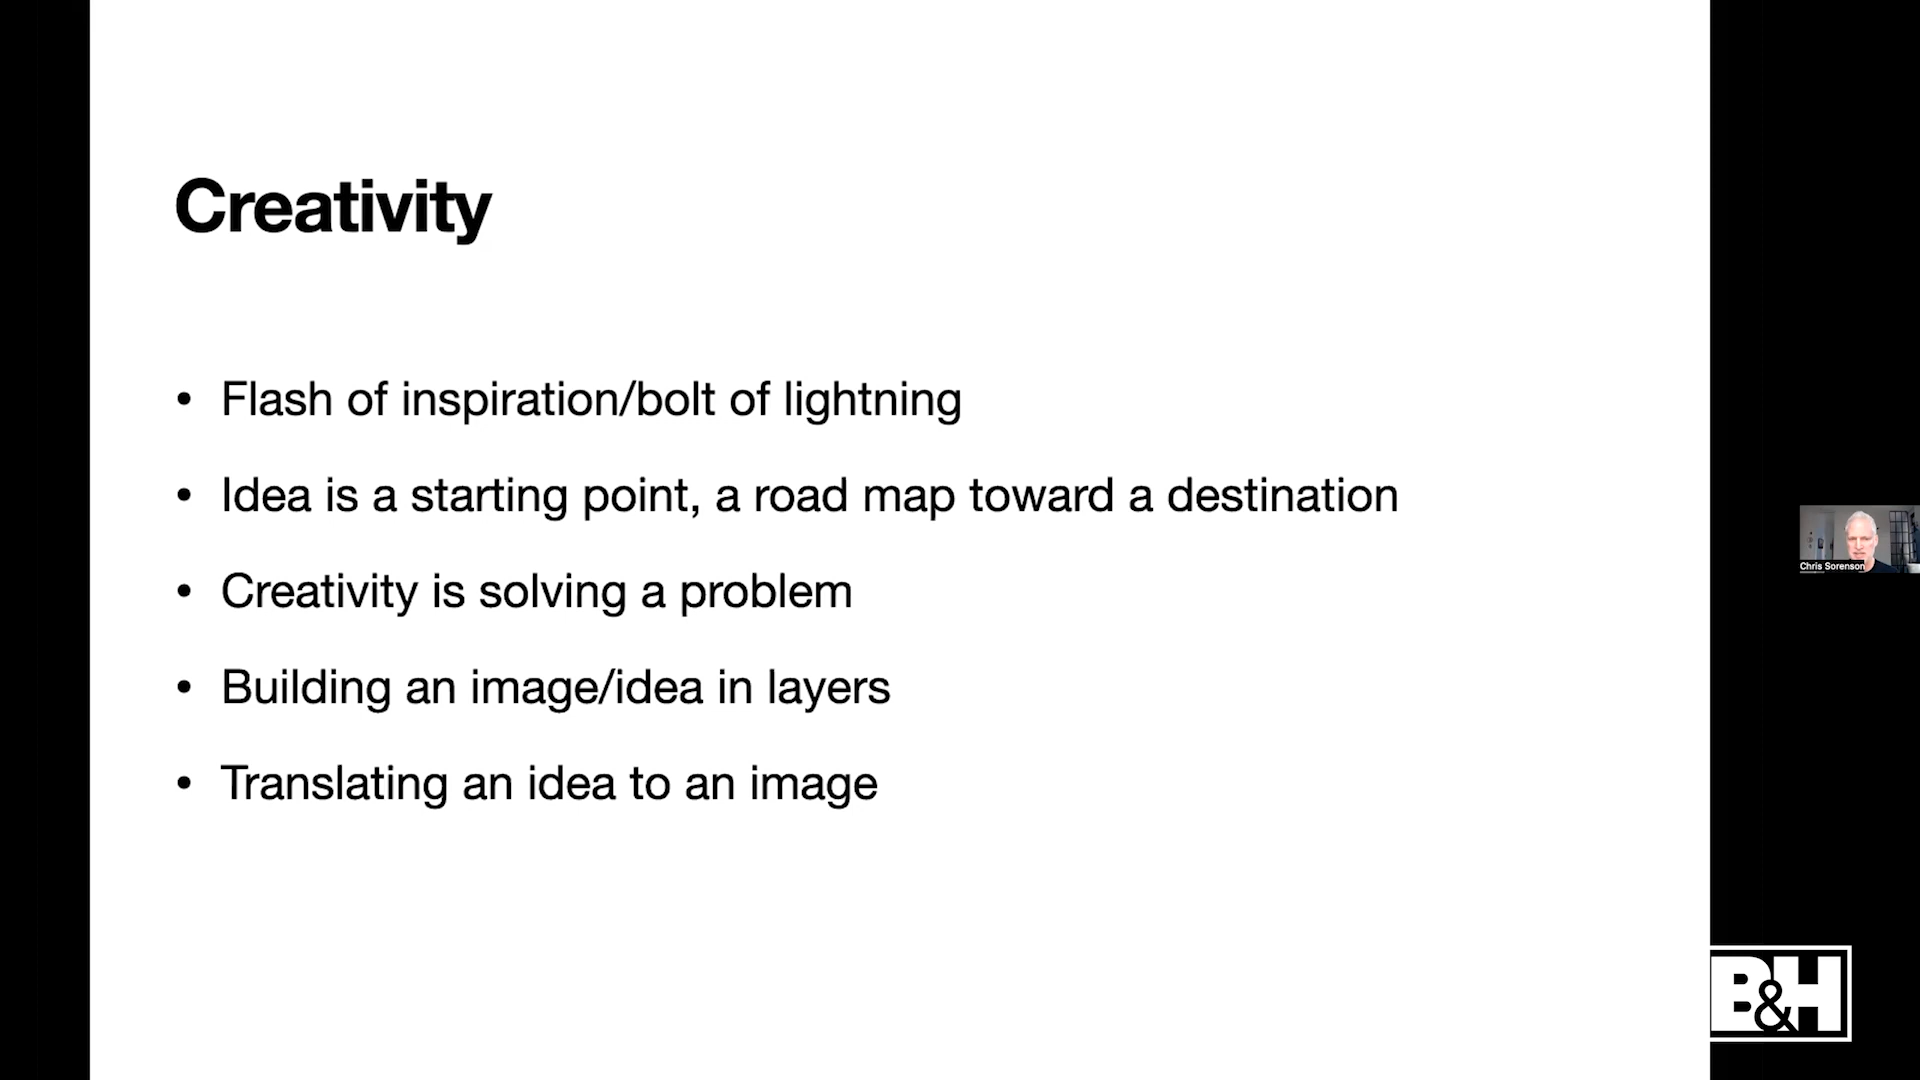 Creativity
• Flash of inspiration/bolt of lightning
• Idea is a starting point, a road map toward a destination
• Creativity is solving a problem
• Building an image/idea in layers
• Translating an idea to an image
Chris Sorenson
B&H